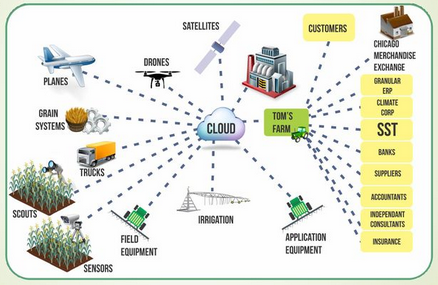 SATELLITES
CUSTOMERS
CHICAGO
MERCHANDISE
EXCHANGE
PLANES
DRONES
GRANULAR
ERP
CLIMATE
CORP
GRAIN
SYSTEMS
CLOUD
TOM'S
FARM
SST
BANKS
TRUCKS
SUPPLIERS
ACCOUNTANTS
SCOUTS
IRRIGATION
INDEPENDANT
CONSULTANTS
FIELD
EQUIPMENT
APPLICATION
EQUIPMENT
INSURANCE
SENSORS